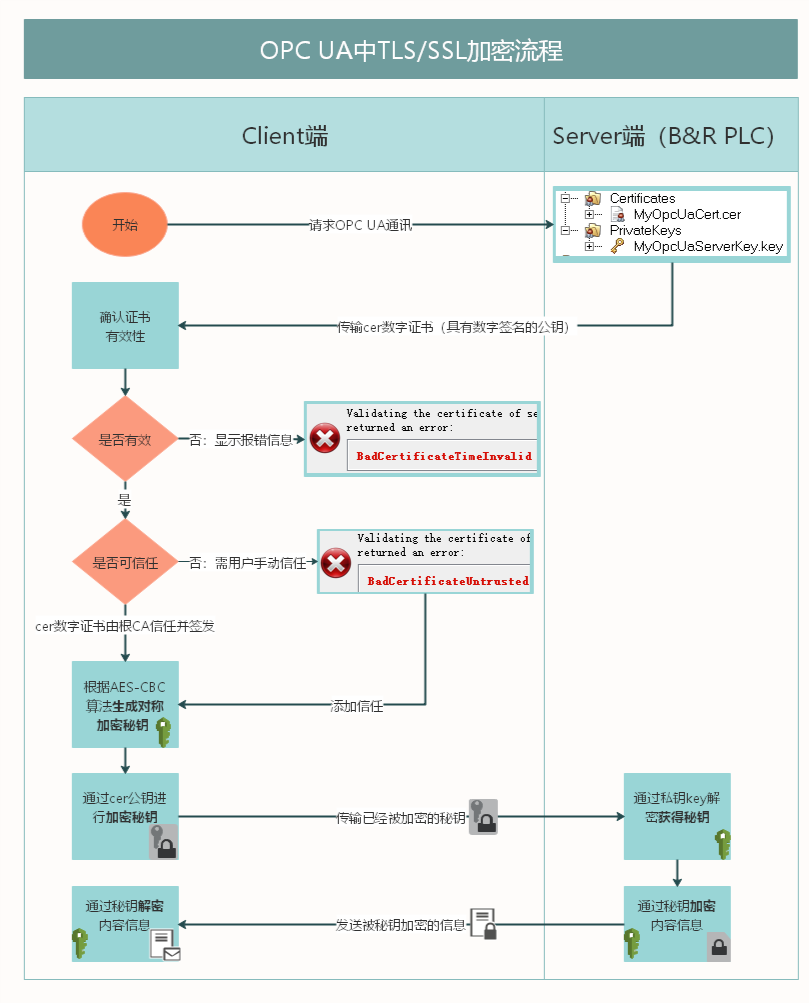 OPC UA中TLS/SSL加密流程
Client端
Server端（B&R PLC）
开始
请求OPC UA通讯
Certificates
MyOpcUaCert.cer
PrivateKeys
MyOpcUaServerKey.key
确认证书
有效性
传输cer数字证书（具有数字签名的公钥）
是否有效
否：显示报错信息
Validating the certificate of se
returned an error:
BadCertificateTimeInvalid
是
是否可信任
否：需用户手动信任
Validating the certificate of
returned an error:
BadCertificateUntrusted
cer数字证书由根CA信任并签发
根据AES-CBC
算法生成对称
加密秘钥
添加信任
通过cer公钥进
行加密秘钥
传输已经被加密的秘钥
通过私钥key解
密获得秘钥
通过秘钥解密
内容信息
发送被秘钥加密的信息
通过秘钥加密
内容信息